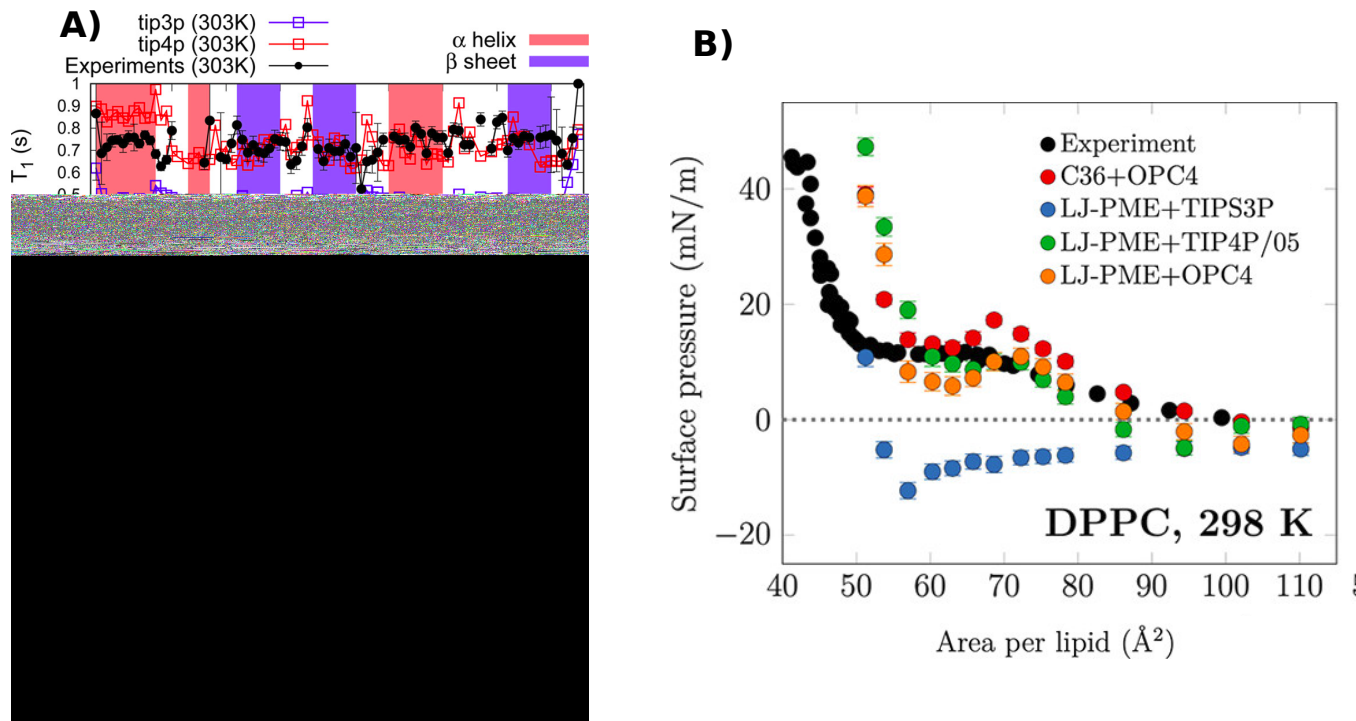 A)
tip3p (303K)
tip4p (303K)
Experiments (303K)
α helix
β sheet
1
0.9
0.8
0.7
0.6
T₁ (s)
B)
Experiment
C36+OPC4
LJ-PME+TIPS3P
LJ-PME+TIP4P/05
LJ-PME+OPC4
40
20
0
−20
Surface pressure (mN/m)
DPPC, 298 K
40 50 60 70 80 90 100 110
Area per lipid (Å²)